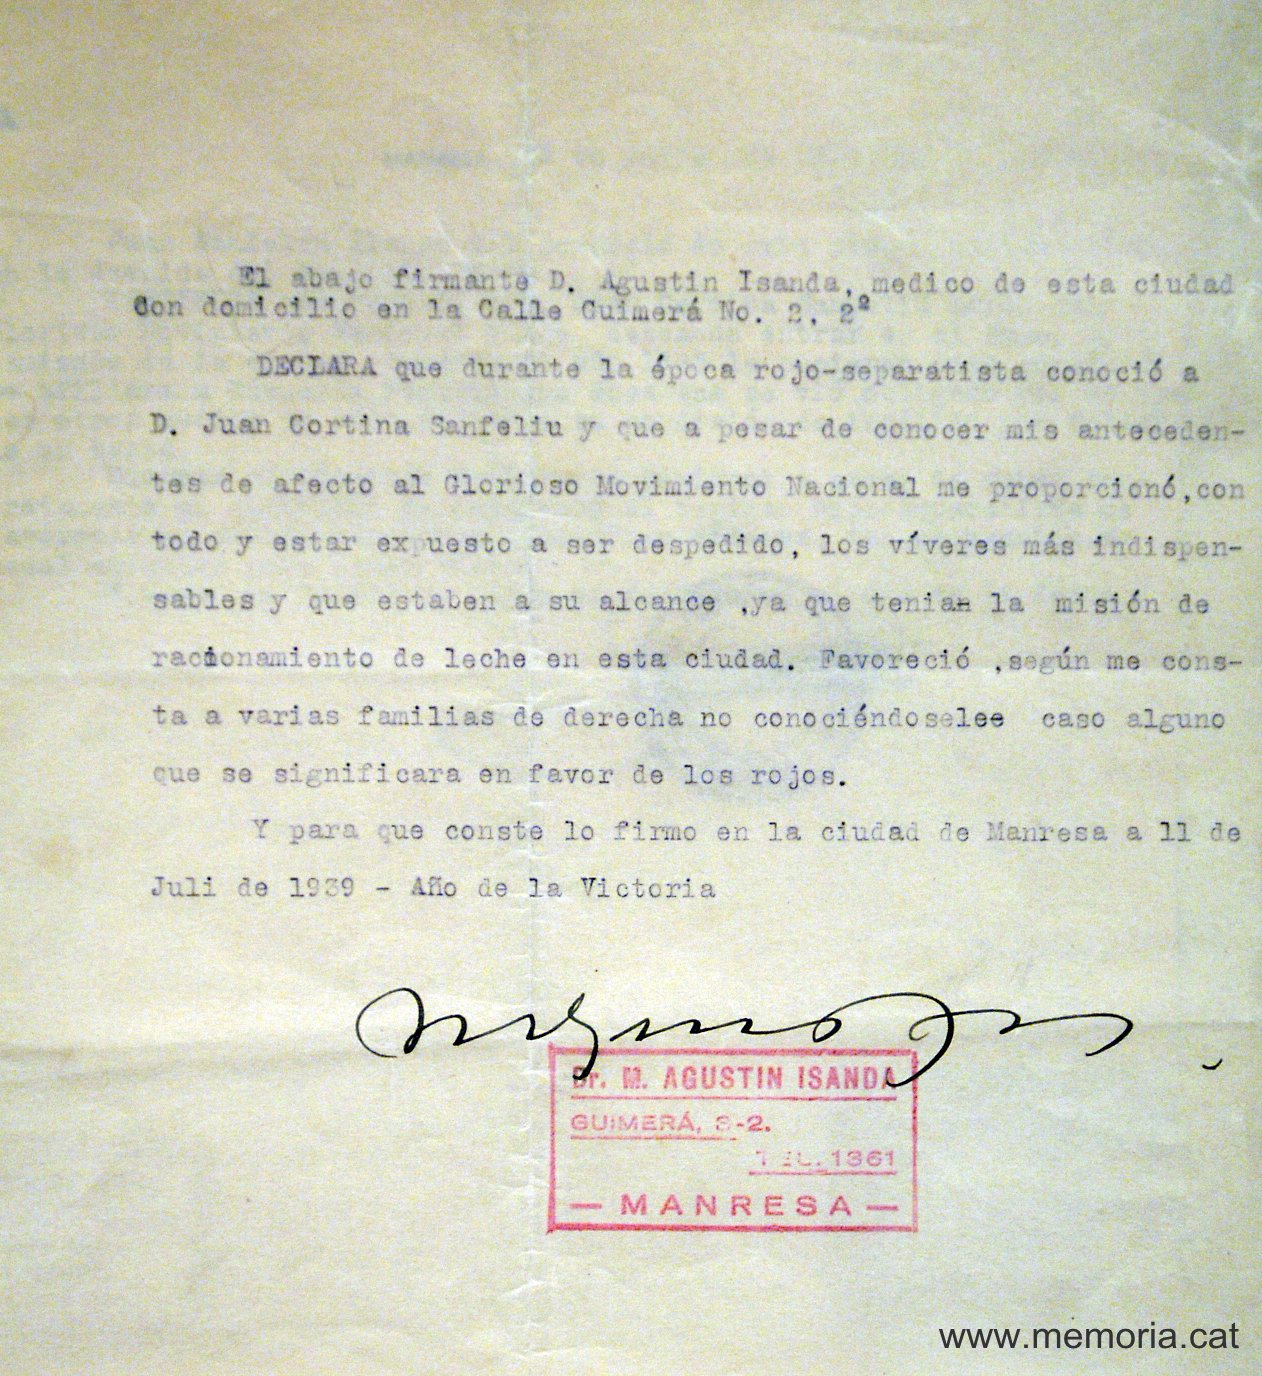 El abajo firmante D. Agustin Isanda, medico de esta ciudad
con domicilio en la Calle Guimerá No. 2, 2º
DECLARA que durante la época rojo-separatista conoció a
D. Juan Cortina Sanfeliu y que a pesar de conocer mis anteceden-
tes de afecto al Glorioso Movimiento Nacional me proporcionó,con
todo y estar expuesto a ser despedido, los víveres más indispen-
sables y que estaben a su alcance ,ya que tenia la misión de
racionamiento de leche en esta ciudad. Favoreció ,según me cons-
ta a varias familias de derecha no conociéndoselee caso alguno
que se significara en favor de los rojos.
Y para que conste lo firmo en la ciudad de Manresa a 11 de
Juli de 1939 - Año de la Victoria
Dr. M. AGUSTIN ISANDA
GUIMERÁ, -2.
TEL. 1361
— MANRESA —
www.memoria.cat